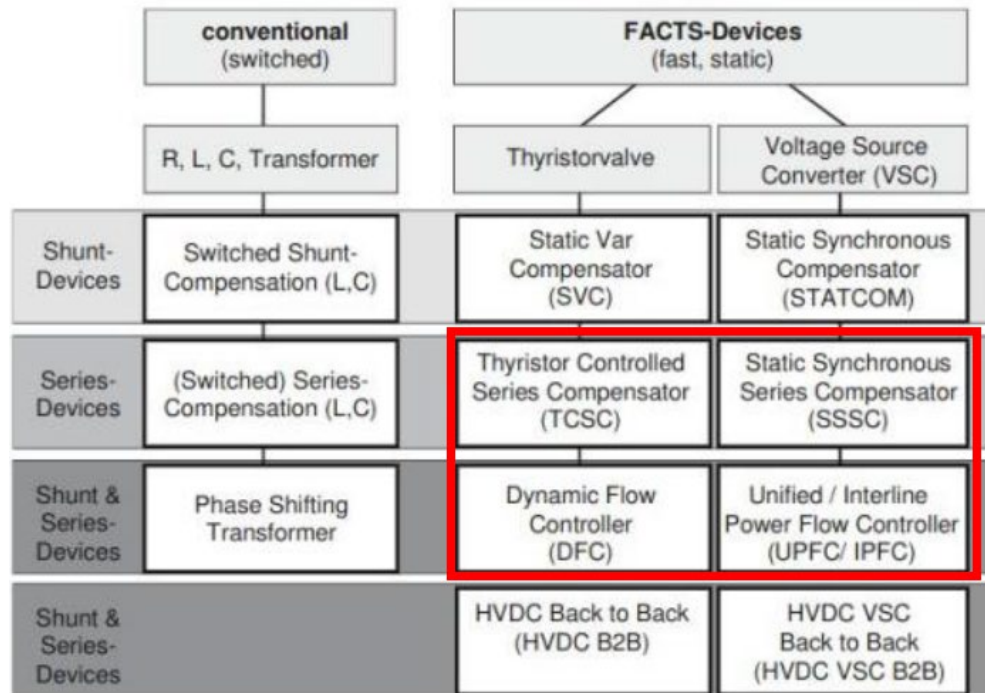 conventional
(switched)
FACTS-Devices
(fast, static)
R, L, C, Transformer
Thyristorvalve
Voltage Source
Converter (VSC)
Shunt-
Devices
Switched Shunt-
Compensation (L,C)
Static Var
Compensator
(SVC)
Static Synchronous
Compensator
(STATCOM)
Series-
Devices
(Switched) Series-
Compensation (L,C)
Thyristor Controlled
Series Compensator
(TCSC)
Static Synchronous
Series Compensator
(SSSC)
Shunt &
Series-
Devices
Phase Shifting
Transformer
Dynamic Flow
Controller
(DFC)
Unified / Interline
Power Flow Controller
(UPFC/ IPFC)
Shunt &
Series-
Devices
HVDC Back to Back
(HVDC B2B)
HVDC VSC
Back to Back
(HVDC VSC B2B)